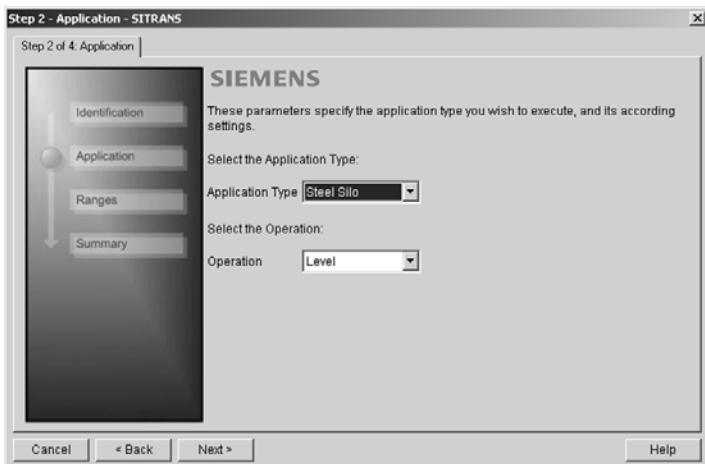 Step 2 - Application - SITRANS
Step 2 of 4: Application
SIEMENS
Identification
Application
Ranges
Summary
These parameters specify the application type you wish to execute, and its according
settings.
Select the Application Type:
Application Type Steel Silo
Select the Operation:
Operation Level
Cancel < Back Next > Help